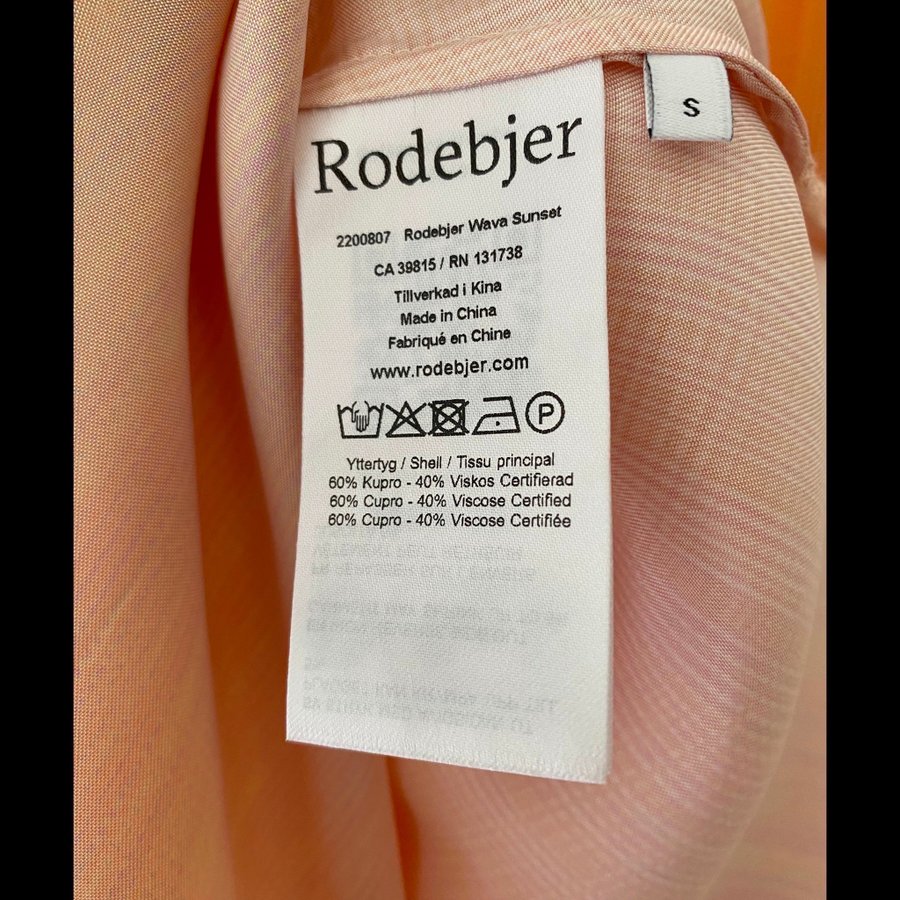 Rodebjer
S
2200807 Rodebjer Wava Sunset
CA 39815 / RN 131738
Tillverkad i Kina
Made in China
Fabriqué en Chine
www.rodebjer.com
P
Yttertyg / Shell / Tissu principal
60% Kupro - 40% Viskos Certifierad
60% Cupro - 40% Viscose Certified
60% Cupro - 40% Viscose Certifiée